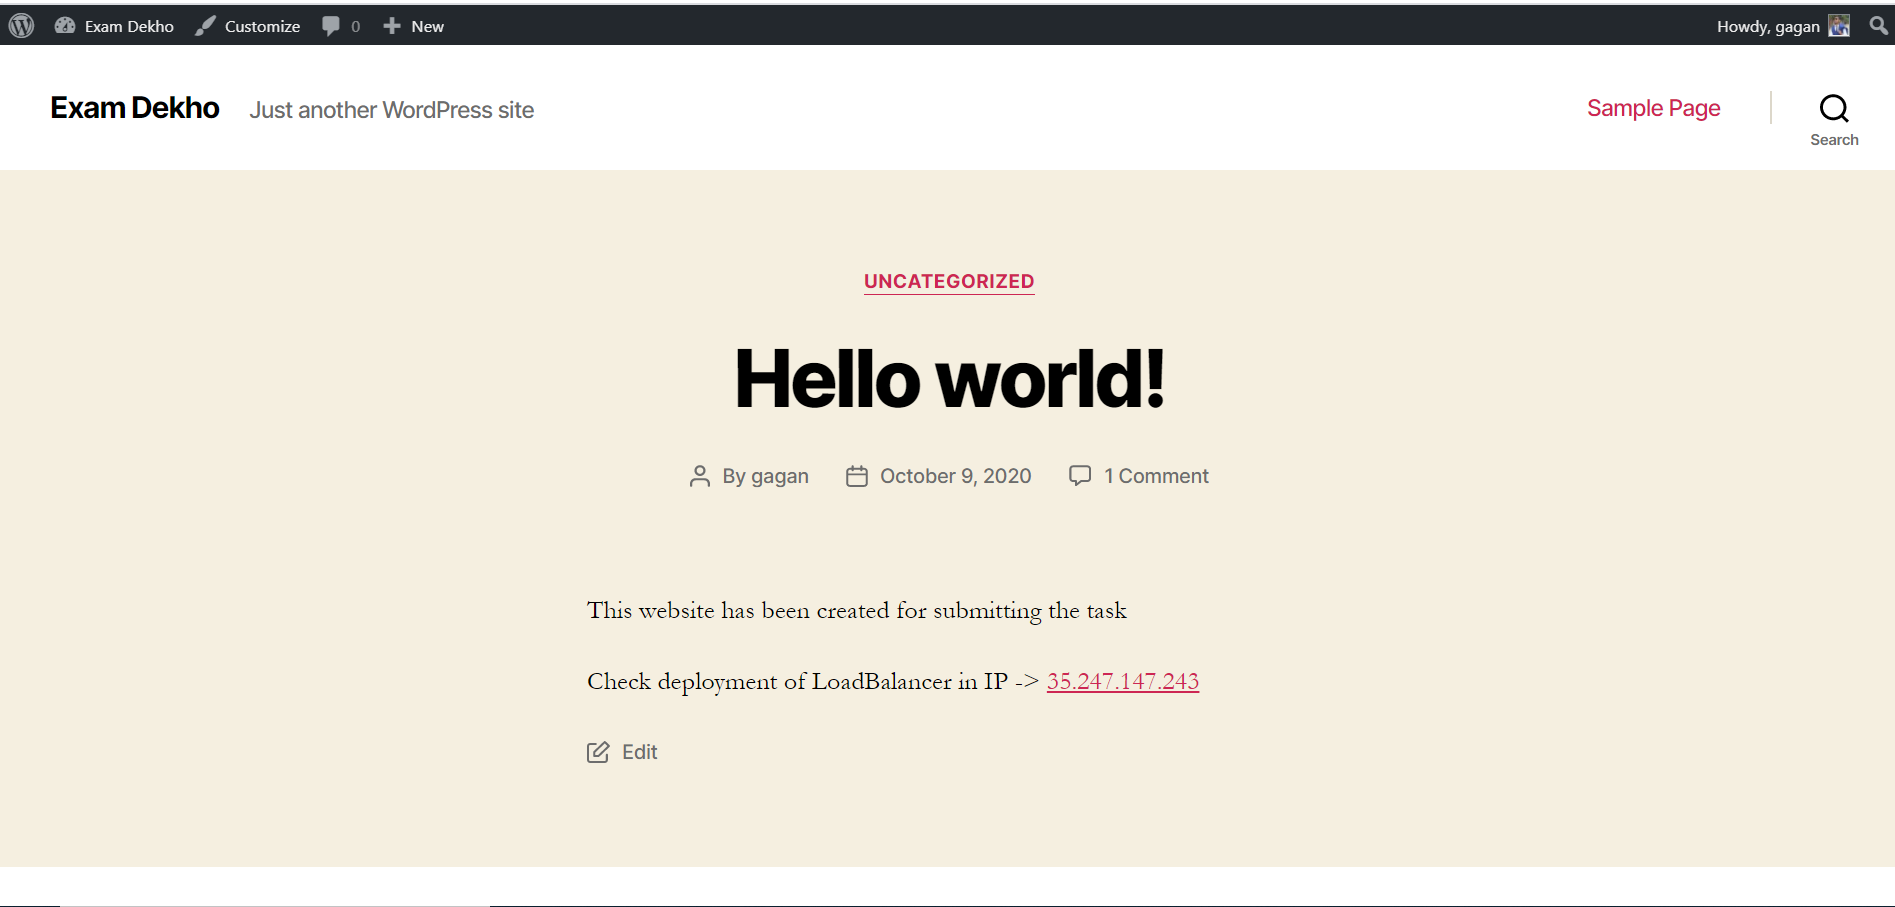 Exam Dekho Customize 0 New Howdy, gagan
Exam Dekho Just another WordPress site Sample Page
Search
UNCATEGORIZED
Hello world!
By gagan October 9, 2020 1 Comment
This website has been created for submitting the task
Check deployment of LoadBalancer in IP -> 35.247.147.243
Edit